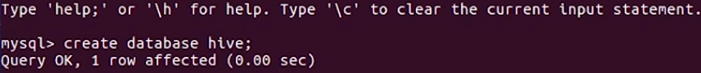 Type 'help;' or '\h' for help. Type '\c' to clear the current input statement.
mysql> create database hive;
Query OK, 1 row affected (0.00 sec)